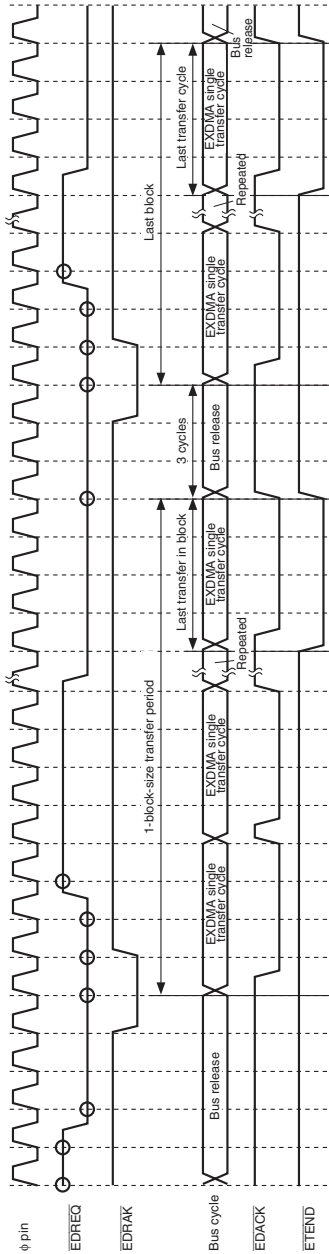 φ pin
EDREQ
EDRAK
1-block-size transfer period
Last transfer in block
3 cycles
Last block
Last transfer cycle
Bus cycle
Bus release
EXDMA single
transfer cycle
EXDMA single
transfer cycle
Repeated
EXDMA single
transfer cycle
Bus release
EXDMA single
transfer cycle
Repeated
EXDMA single
transfer cycle
Bus
release
EDACK
ETEND